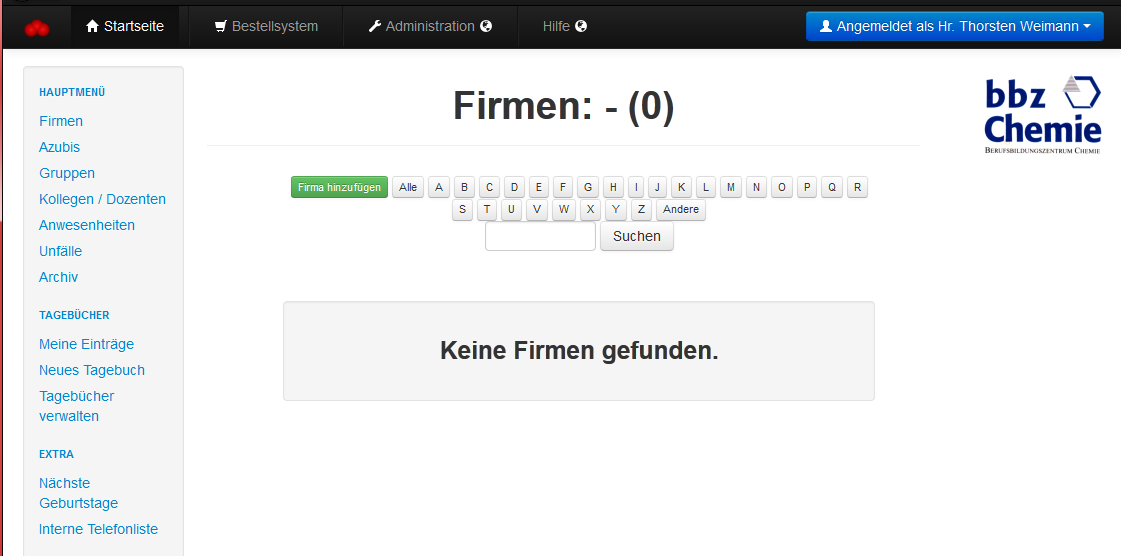 Startseite Bestellsystem Administration Hilfe Angemeldet als Hr. Thorsten Weimann
HAUPTMENÜ
Firmen
Azubis
Gruppen
Kollegen / Dozenten
Anwesenheiten
Unfälle
Archiv
TAGEBÜCHER
Meine Einträge
Neues Tagebuch
Tagebücher
verwalten
EXTRA
Nächste
Geburtstage
Interne Telefonliste
Firmen: - (0)
Firma hinzufügen Alle A B C D E F G H I J K L M N O P Q R
S T U V W X Y Z Andere
Suchen
Keine Firmen gefunden.
bbz
Chemie
BERUFSBILDUNGSZENTRUM CHEMIE